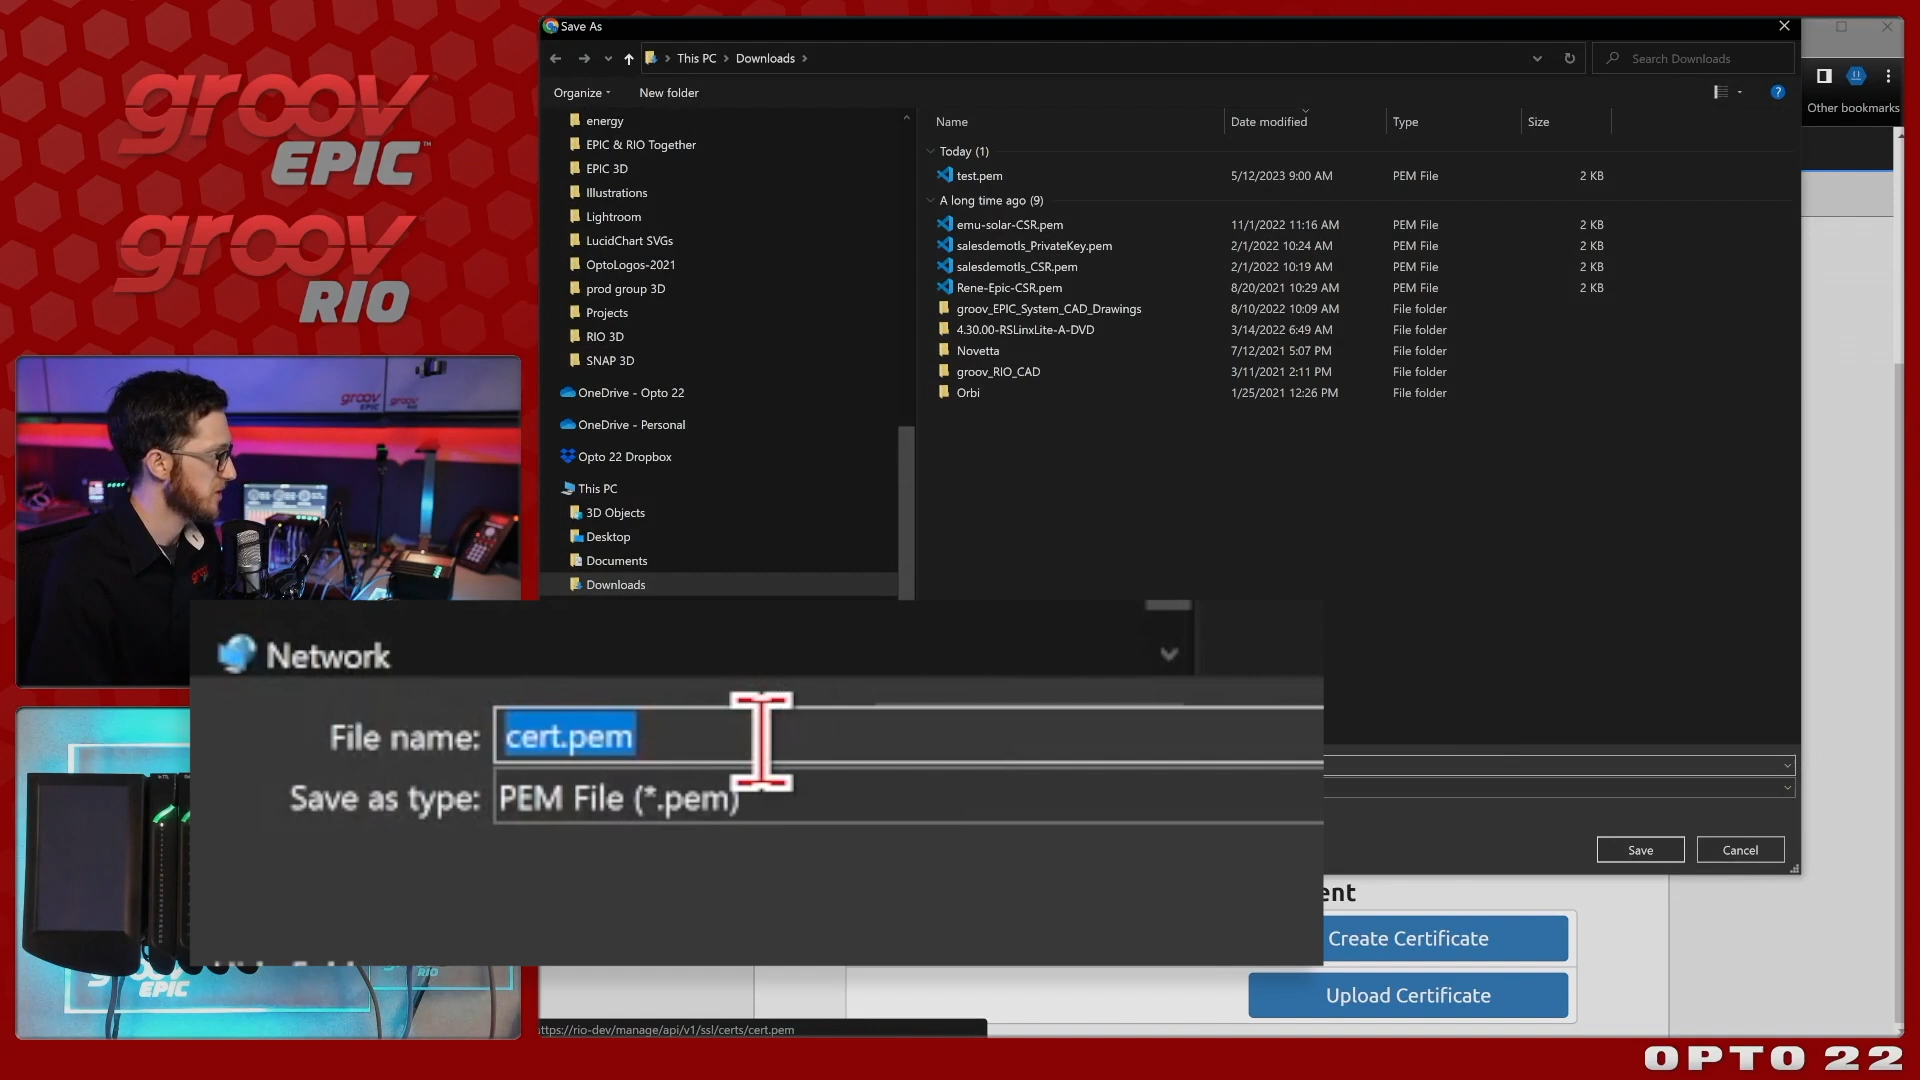 groov
EPIC™
groov
RIO
Save As
This PC
Downloads
Search Downloads
Organize
New folder
?
Other bookmarks
energy
EPIC & RIO Together
EPIC 3D
Illustrations
Lightroom
LucidChart SVGs
OptoLogos-2021
prod group 3D
Projects
RIO 3D
SNAP 3D
OneDrive - Opto 22
OneDrive - Personal
Opto 22 Dropbox
This PC
3D Objects
Desktop
Documents
Downloads
Name Date modified Type Size
Today (1)
test.pem 5/12/2023 9:00 AM PEM File 2 KB
A long time ago (9)
emu-solar-CSR.pem 11/1/2022 11:16 AM PEM File 2 KB
salesdemotls_PrivateKey.pem 2/1/2022 10:24 AM PEM File 2 KB
salesdemotls_CSR.pem 2/1/2022 10:19 AM PEM File 2 KB
Rene-Epic-CSR.pem 8/20/2021 10:29 AM PEM File 2 KB
groov_EPIC_System_CAD_Drawings 8/10/2022 10:09 AM File folder
4.30.00-RSLinxLite-A-DVD 3/14/2022 6:49 AM File folder
Novetta 7/12/2021 5:07 PM File folder
groov_RIO_CAD 3/11/2021 2:11 PM File folder
Orbi 1/25/2021 12:26 PM File folder
groov
EPIC
groov
groov
Network
File name: cert.pem
Save as type: PEM File (*.pem)
Save
Cancel
ent
Create Certificate
Upload Certificate
groov
EPIC
RIO
https://rio-dev/manage/api/v1/ssl/certs/cert.pem
OPTO 22